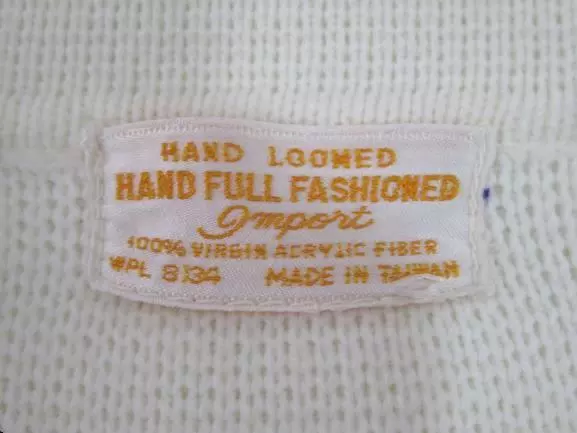 HAND LOOMED
HAND FULL FASHIONED
Import
100% VIRGIN ACRYLIC FIBER
WPL 8134 MADE IN TAIWAN